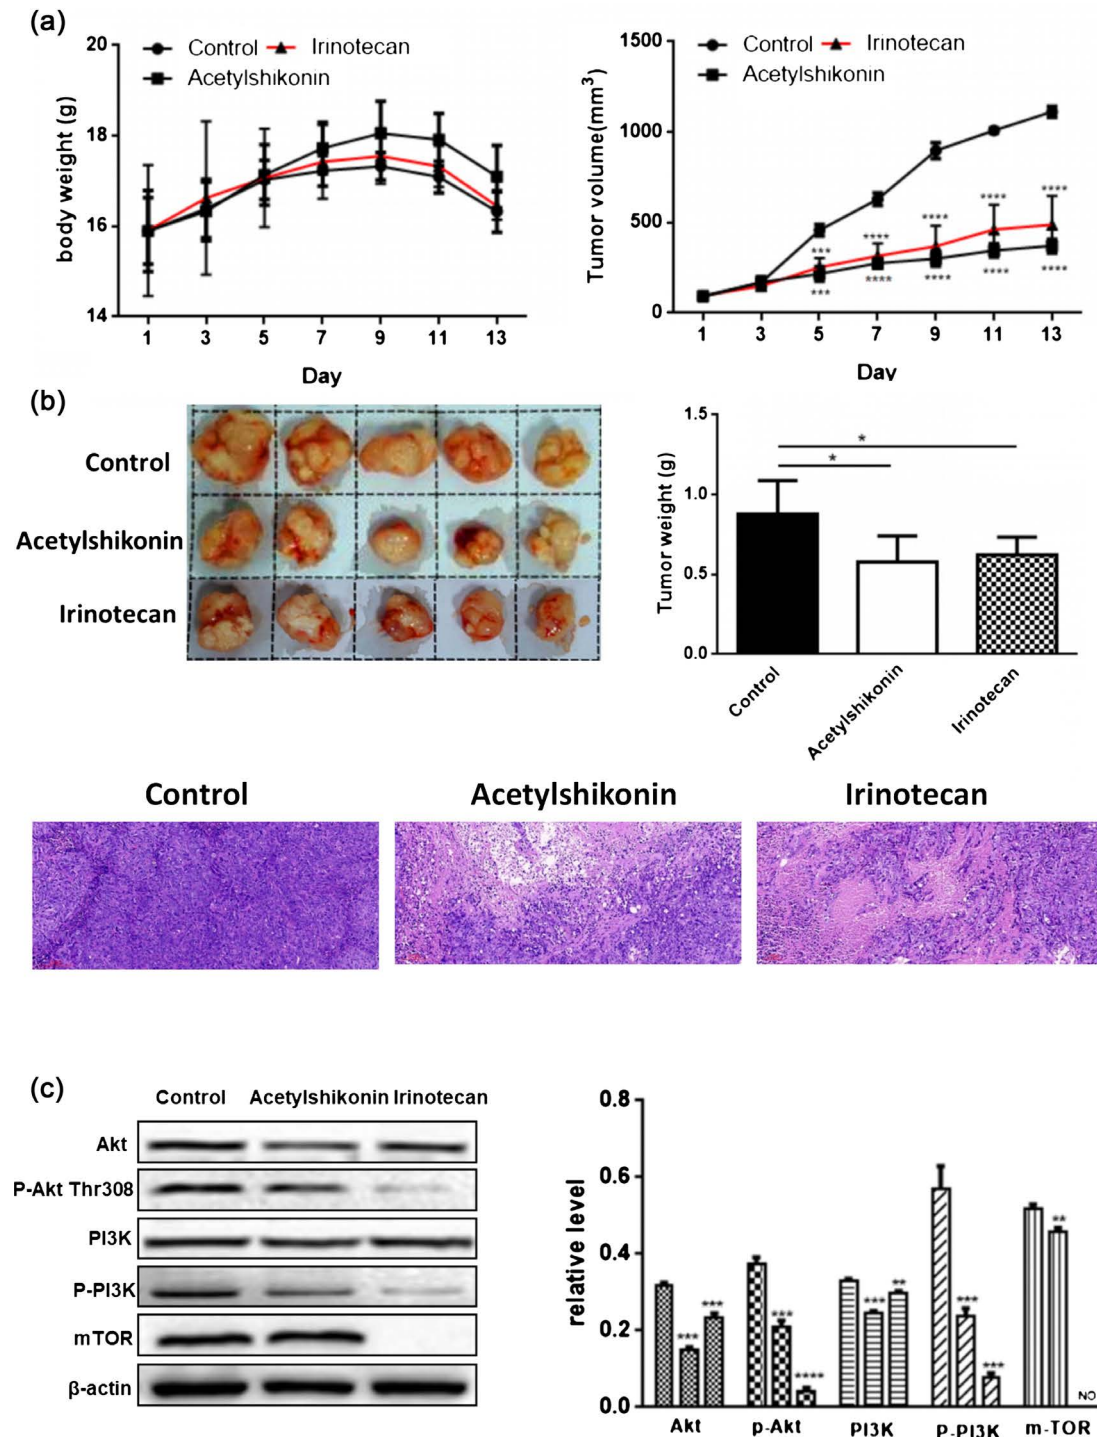 (a)
20
18
16
14
body weight (g)
Control
Irinotecan
Acetylshikonin
1 3 5 7 9 11 13
Day
1500
1000
500
0
Tumor volume(mm³)
Control
Irinotecan
Acetylshikonin
*** **** **** **** ****
*** **** **** **** ****
1 3 5 7 9 11 13
Day
(b)
Control
Acetylshikonin
Irinotecan
1.5
1.0
0.5
0.0
Tumor weight (g)
*
*
Control
Acetylshikonin
Irinotecan
Control Acetylshikonin Irinotecan
(c)
Control Acetylshikonin Irinotecan
Akt
P-Akt Thr308
PI3K
P-PI3K
mTOR
β-actin
0.8
0.6
0.4
0.2
0.0
relative level
*** *** *** **** *** ** *** *** ** NO
Akt p-Akt PI3K P-PI3K m-TOR